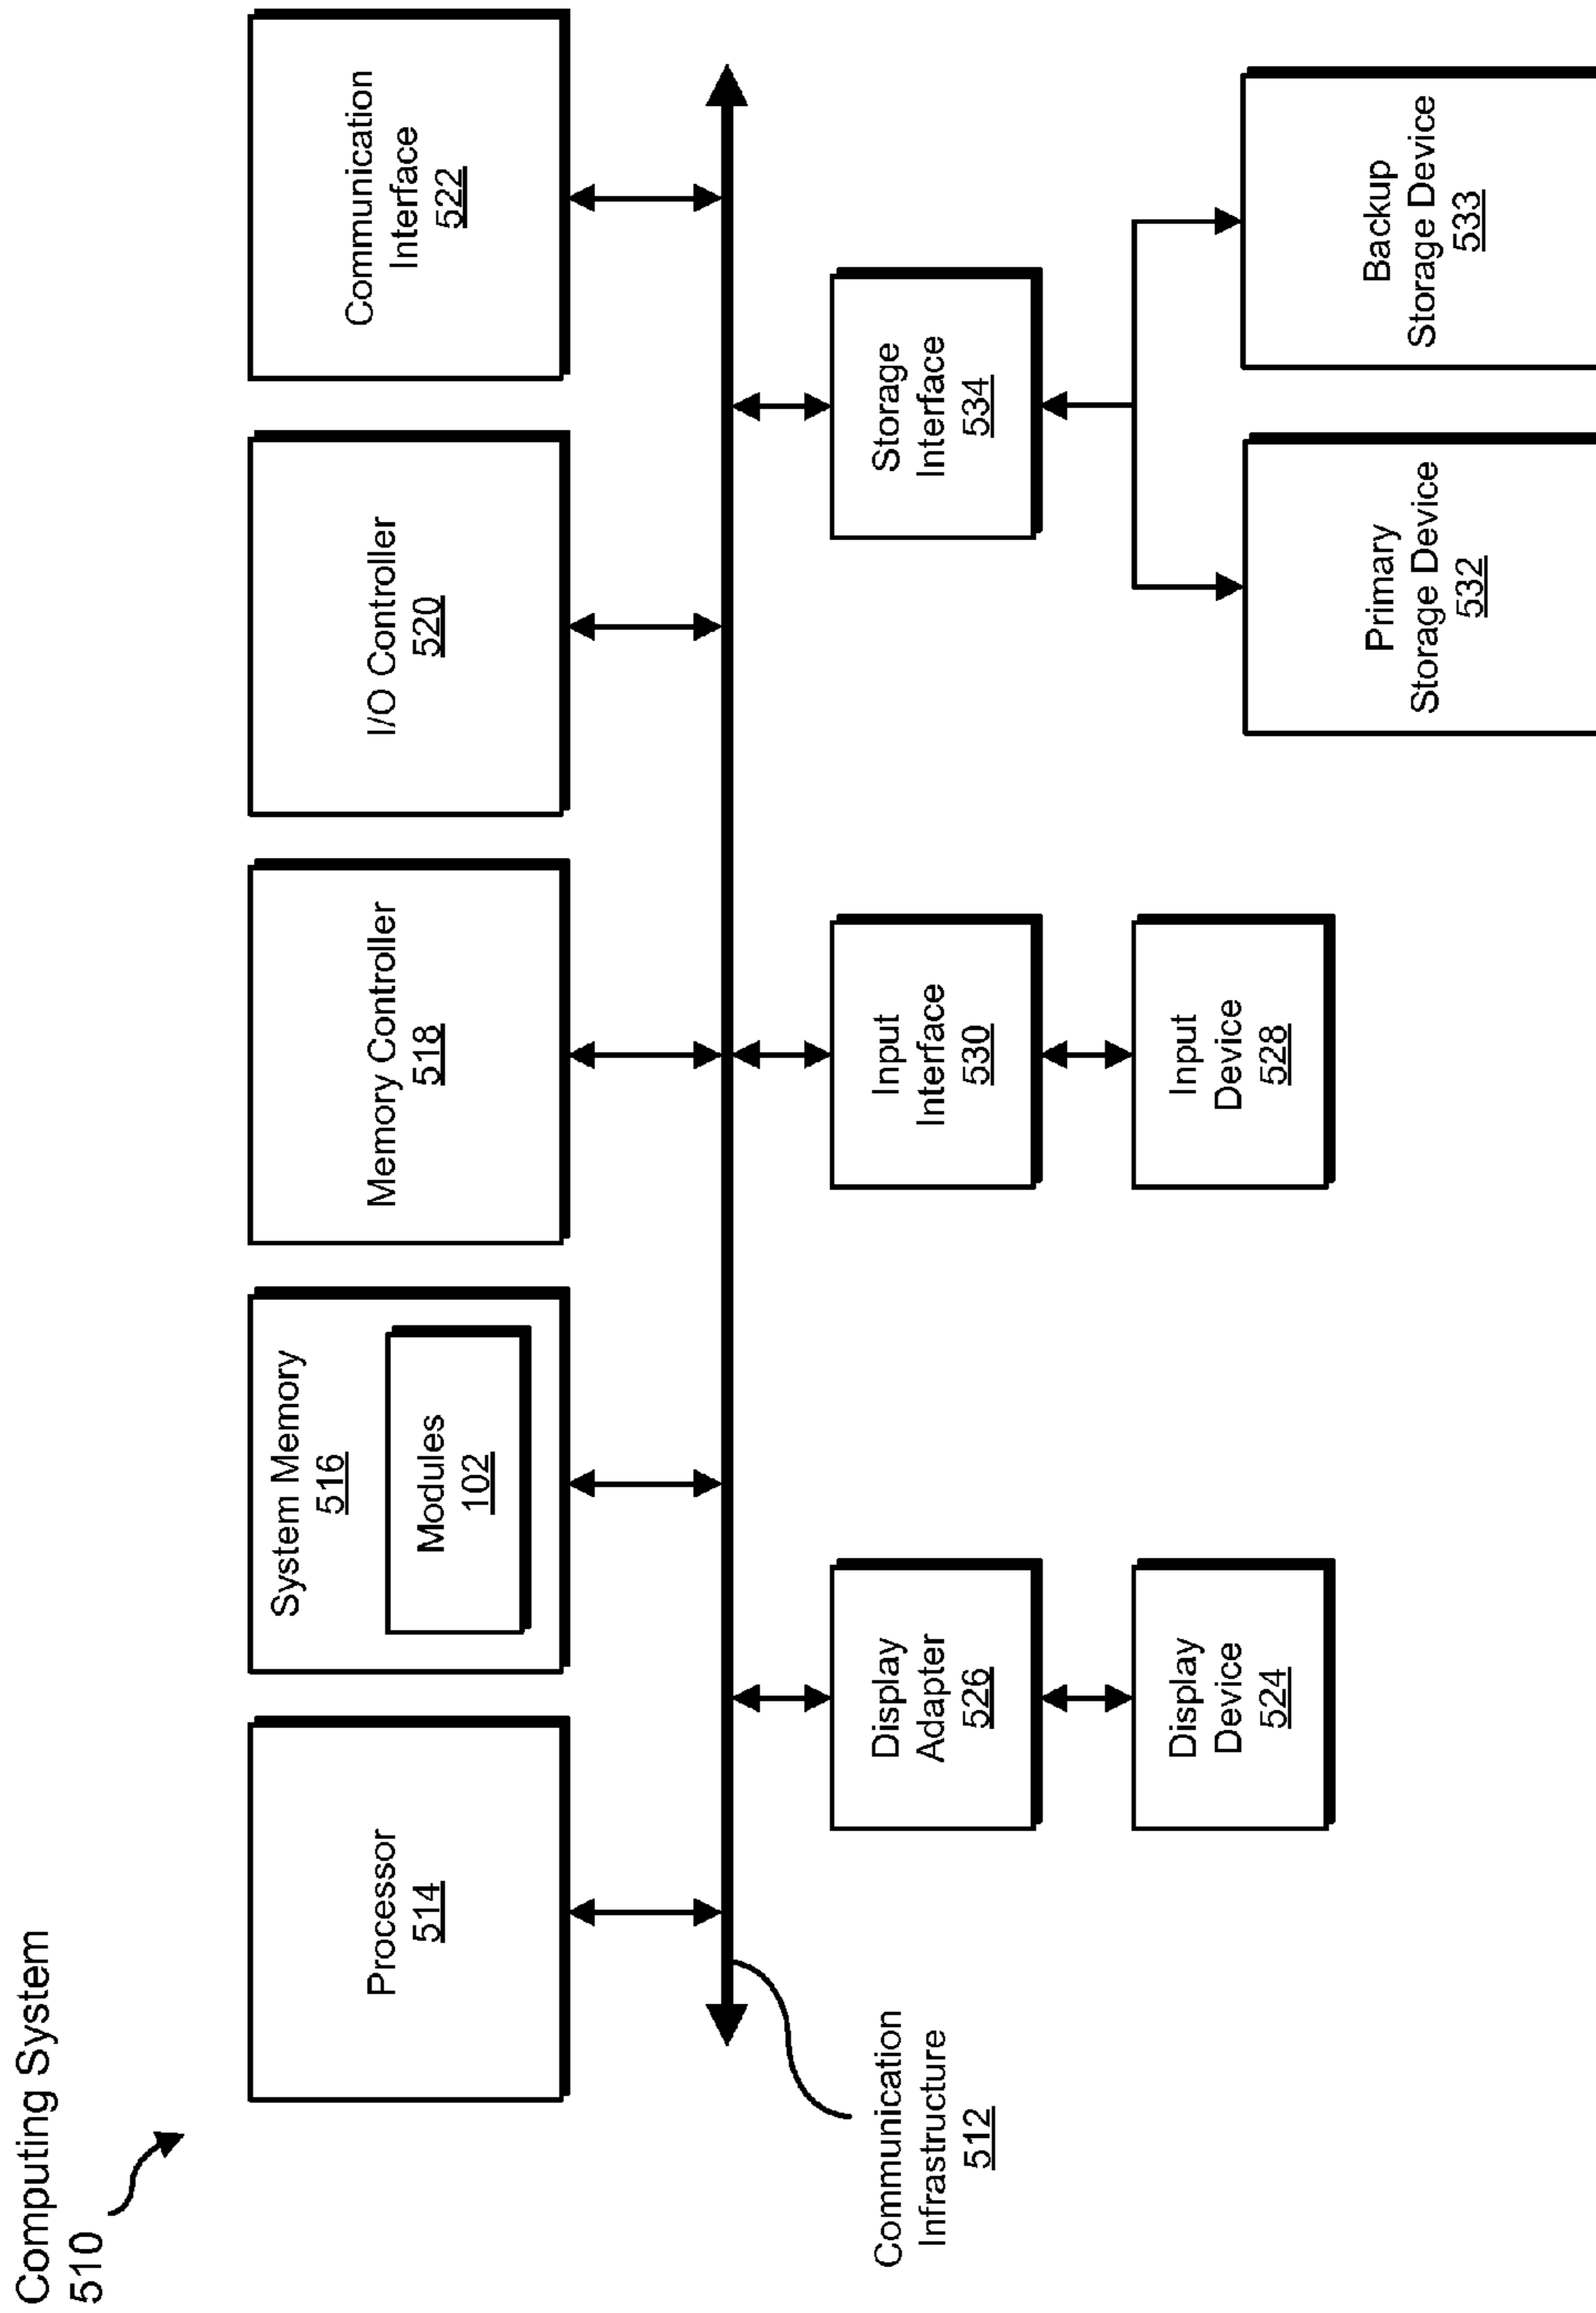 Computing System
510
Processor
514
System Memory
516
Modules
102
Memory Controller
518
I/O Controller
520
Communication
Interface
522
Communication
Infrastructure
512
Display
Adapter
526
Input
Interface
530
Storage
Interface
534
Display
Device
524
Input
Device
528
Primary
Storage Device
532
Backup
Storage Device
533